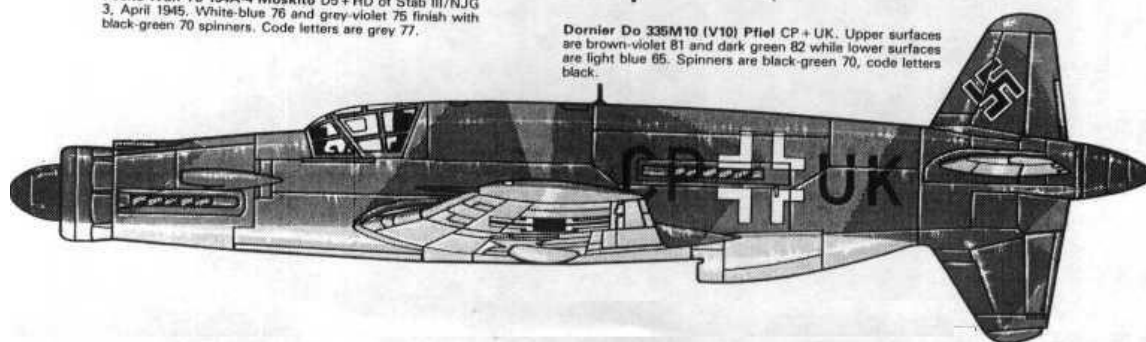 D5 + HD of Stab III/NJG
3, April 1945. White-blue 76 and grey-violet 75 finish with
black-green 70 spinners. Code letters are grey 77.
Dornier Do 335M10 (V10) Pfiel CP + UK. Upper surfaces
are brown-violet 81 and dark green 82 while lower surfaces
are light blue 65. Spinners are black-green 70, code letters
black.
CP UK